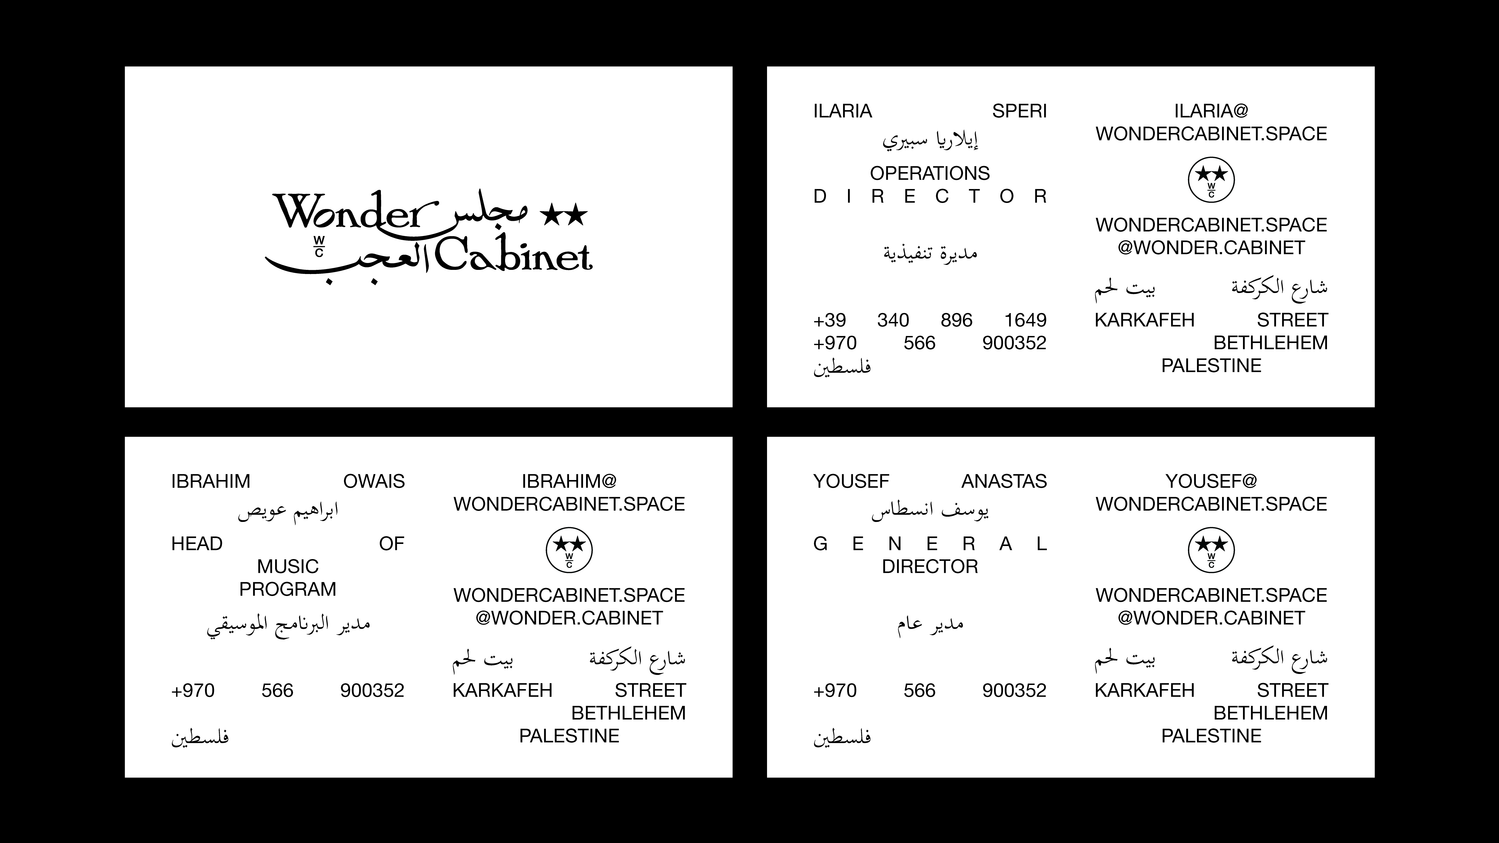 Wonder مجلس ★★
W
C
العجب Cabinet
ILARIA SPERI
إيلاريا سبيري
OPERATIONS
DIRECTOR
مديرة تنفيذية
+39 340 896 1649
+970 566 900352
فلسطين
ILARIA@
WONDERCABINET.SPACE
★★
W
C
WONDERCABINET.SPACE
@WONDER.CABINET
شارع الكركفة بيت لحم
KARKAFEH STREET
BETHLEHEM
PALESTINE
IBRAHIM OWAIS
ابراهيم عويص
HEAD OF
MUSIC
PROGRAM
مدير البرنامج الموسيقي
+970 566 900352
فلسطين
IBRAHIM@
WONDERCABINET.SPACE
★★
W
C
WONDERCABINET.SPACE
@WONDER.CABINET
شارع الكركفة بيت لحم
KARKAFEH STREET
BETHLEHEM
PALESTINE
YOUSEF ANASTAS
يوسف انسطاس
GENERAL
DIRECTOR
مدير عام
+970 566 900352
فلسطين
YOUSEF@
WONDERCABINET.SPACE
★★
W
C
WONDERCABINET.SPACE
@WONDER.CABINET
شارع الكركفة بيت لحم
KARKAFEH STREET
BETHLEHEM
PALESTINE